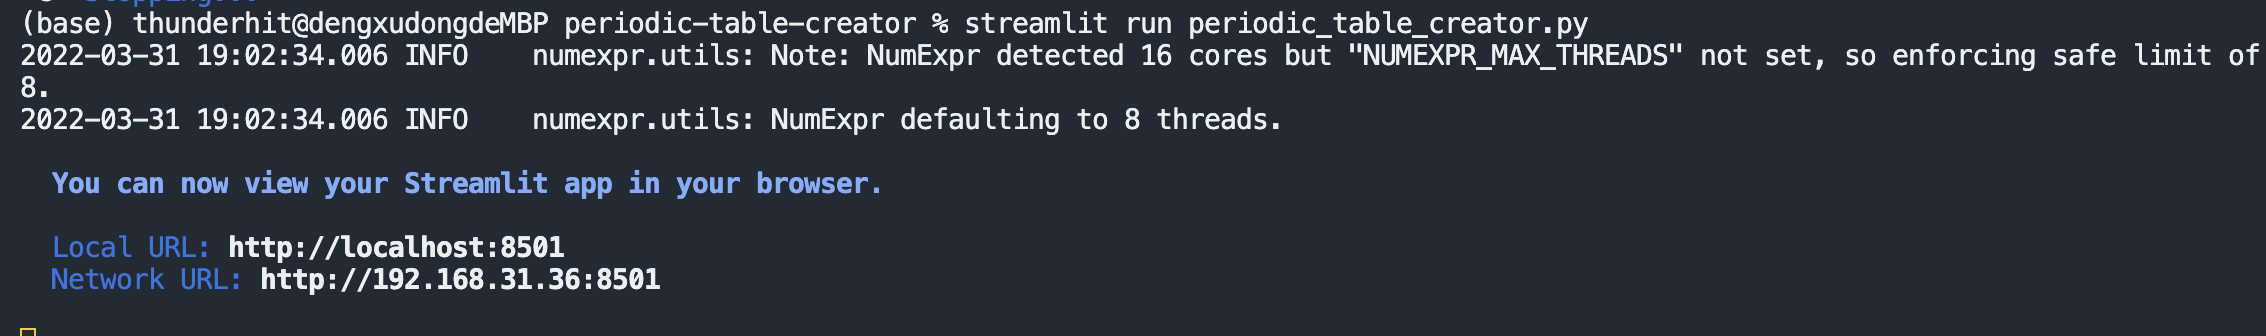 Stopping...
(base) thunderhit@dengxudongdeMBP periodic-table-creator % streamlit run periodic_table_creator.py
2022-03-31 19:02:34.006 INFO    numexpr.utils: Note: NumExpr detected 16 cores but "NUMEXPR_MAX_THREADS" not set, so enforcing safe limit of
8.
2022-03-31 19:02:34.006 INFO    numexpr.utils: NumExpr defaulting to 8 threads.
You can now view your Streamlit app in your browser.
Local URL: http://localhost:8501
Network URL: http://192.168.31.36:8501